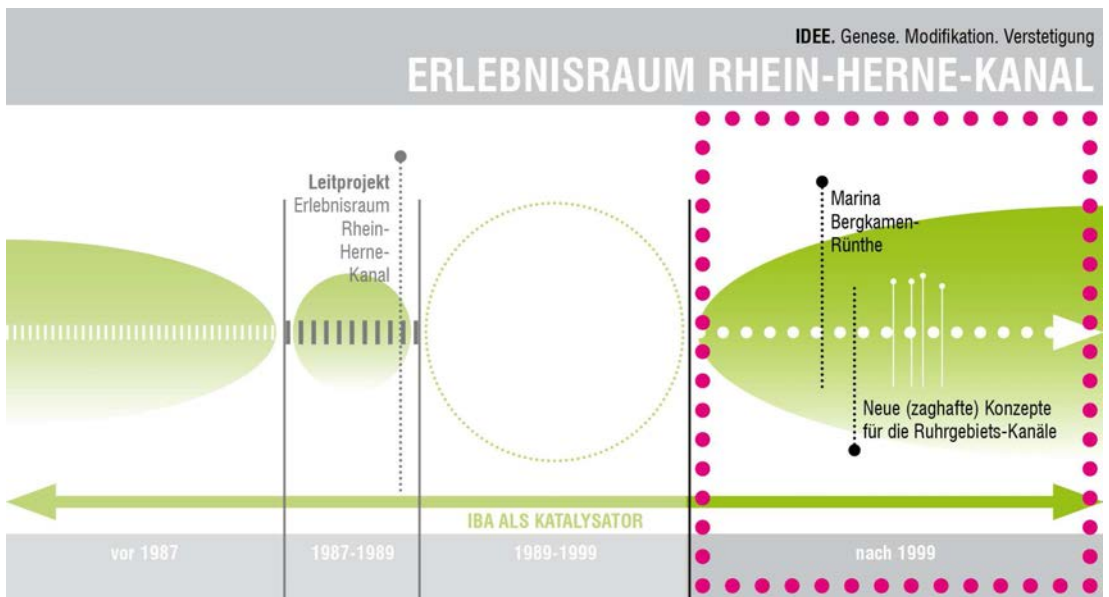 IDEE. Genese. Modifikation. Verstetigung
ERLEBNISRAUM RHEIN-HERNE-KANAL
Leitprojekt
Erlebnisraum
Rhein-
Herne-
Kanal
Marina
Bergkamen-
Rünthe
Neue (zaghafte) Konzepte
für die Ruhrgebiets-Kanäle
IBA ALS KATALYSATOR
vor 1987
1987-1989
1989-1999
nach 1999